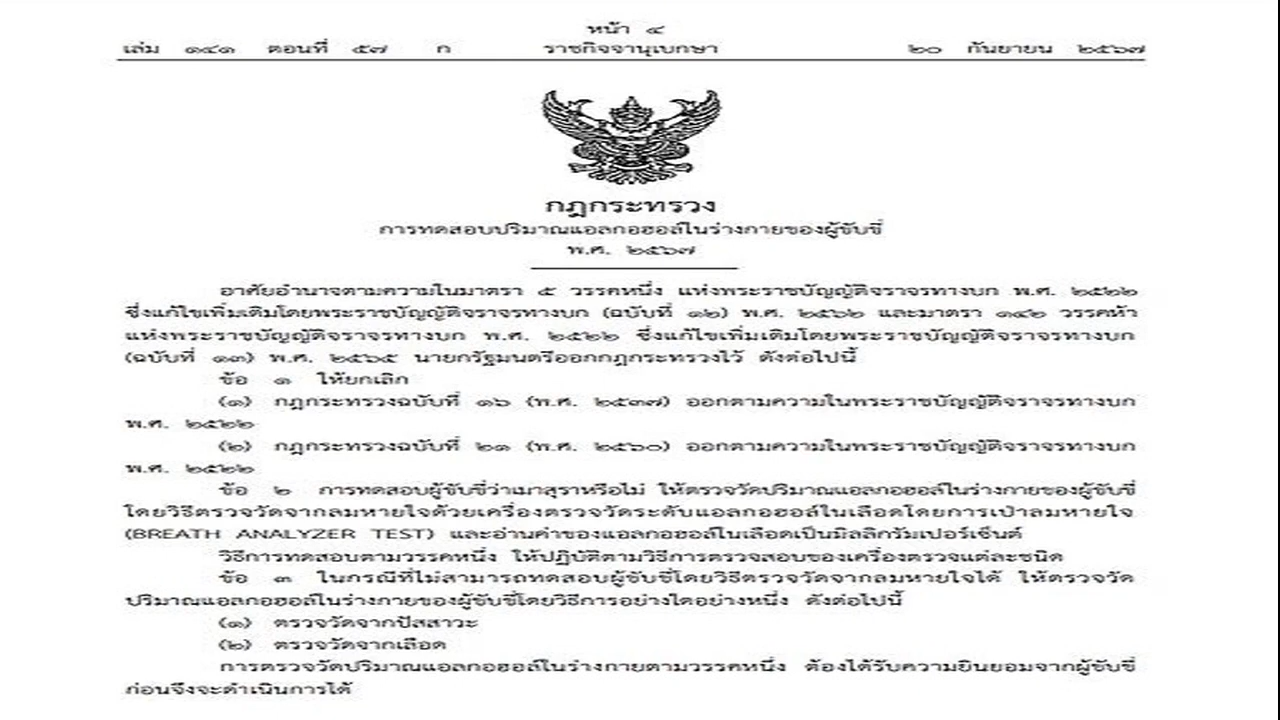 หน้า ๔
เล่ม ๑๔๑ ตอนที่ ๕๗ ก ราชกิจจานุเบกษา ๒๐ กันยายน ๒๕๖๗
กฎกระทรวง
การทดสอบปริมาณแอลกอฮอล์ในร่างกายของผู้ขับขี่
พ.ศ. ๒๕๖๗
อาศัยอำนาจตามความในมาตรา ๕ วรรคหนึ่ง แห่งพระราชบัญญัติจราจรทางบก พ.ศ. ๒๕๒๒
ซึ่งแก้ไขเพิ่มเติมโดยพระราชบัญญัติจราจรทางบก (ฉบับที่ ๑๒) พ.ศ. ๒๕๖๒ และมาตรา ๑๔๒ วรรคห้า
แห่งพระราชบัญญัติจราจรทางบก พ.ศ. ๒๕๒๒ ซึ่งแก้ไขเพิ่มเติมโดยพระราชบัญญัติจราจรทางบก
(ฉบับที่ ๑๓) พ.ศ. ๒๕๖๕ นายกรัฐมนตรีออกกฎกระทรวงไว้ ดังต่อไปนี้
ข้อ ๑ ให้ยกเลิก
(๑) กฎกระทรวงฉบับที่ ๑๖ (พ.ศ. ๒๕๓๗) ออกตามความในพระราชบัญญัติจราจรทางบก
พ.ศ. ๒๕๒๒
(๒) กฎกระทรวงฉบับที่ ๒๑ (พ.ศ. ๒๕๖๐) ออกตามความในพระราชบัญญัติจราจรทางบก
พ.ศ. ๒๕๒๒
ข้อ ๒ การทดสอบผู้ขับขี่ว่าเมาสุราหรือไม่ ให้ตรวจวัดปริมาณแอลกอฮอล์ในร่างกายของผู้ขับขี่
โดยวิธีตรวจวัดจากลมหายใจด้วยเครื่องตรวจวัดระดับแอลกอฮอล์ในเลือดโดยการเป่าลมหายใจ
(BREATH ANALYZER TEST) และอ่านค่าของแอลกอฮอล์ในเลือดเป็นมิลลิกรัมเปอร์เซ็นต์
วิธีการทดสอบตามวรรคหนึ่ง ให้ปฏิบัติตามวิธีการตรวจสอบของเครื่องตรวจแต่ละชนิด
ข้อ ๓ ในกรณีที่ไม่สามารถทดสอบผู้ขับขี่โดยวิธีตรวจวัดจากลมหายใจได้ ให้ตรวจวัด
ปริมาณแอลกอฮอล์ในร่างกายของผู้ขับขี่โดยวิธีการอย่างใดอย่างหนึ่ง ดังต่อไปนี้
(๑) ตรวจวัดจากปัสสาวะ
(๒) ตรวจวัดจากเลือด
การตรวจวัดปริมาณแอลกอฮอล์ในร่างกายตามวรรคหนึ่ง ต้องได้รับความยินยอมจากผู้ขับขี่
ก่อนจึงจะดำเนินการได้